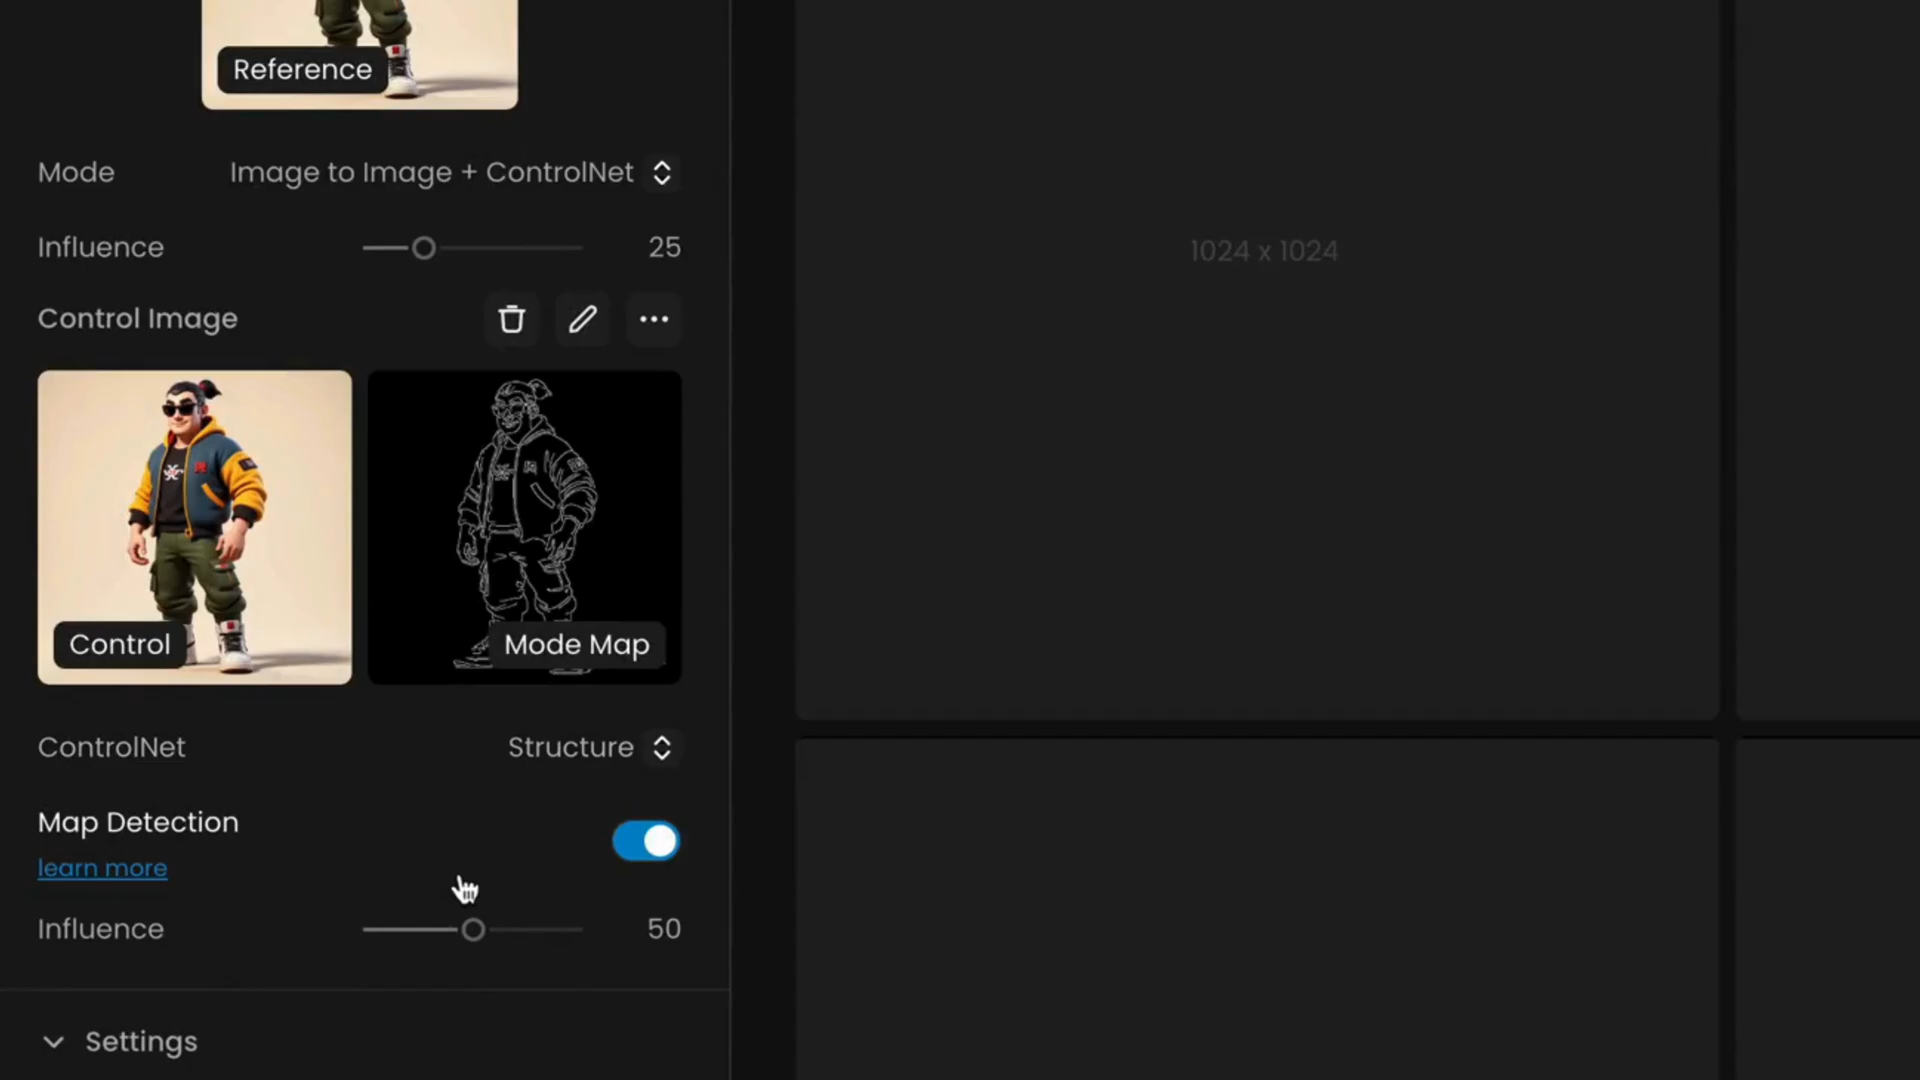 Reference
Mode Image to Image + ControlNet
Influence 25
1024 x 1024
Control Image
Control
Mode Map
ControlNet Structure
Map Detection
learn more
Influence 50
Settings